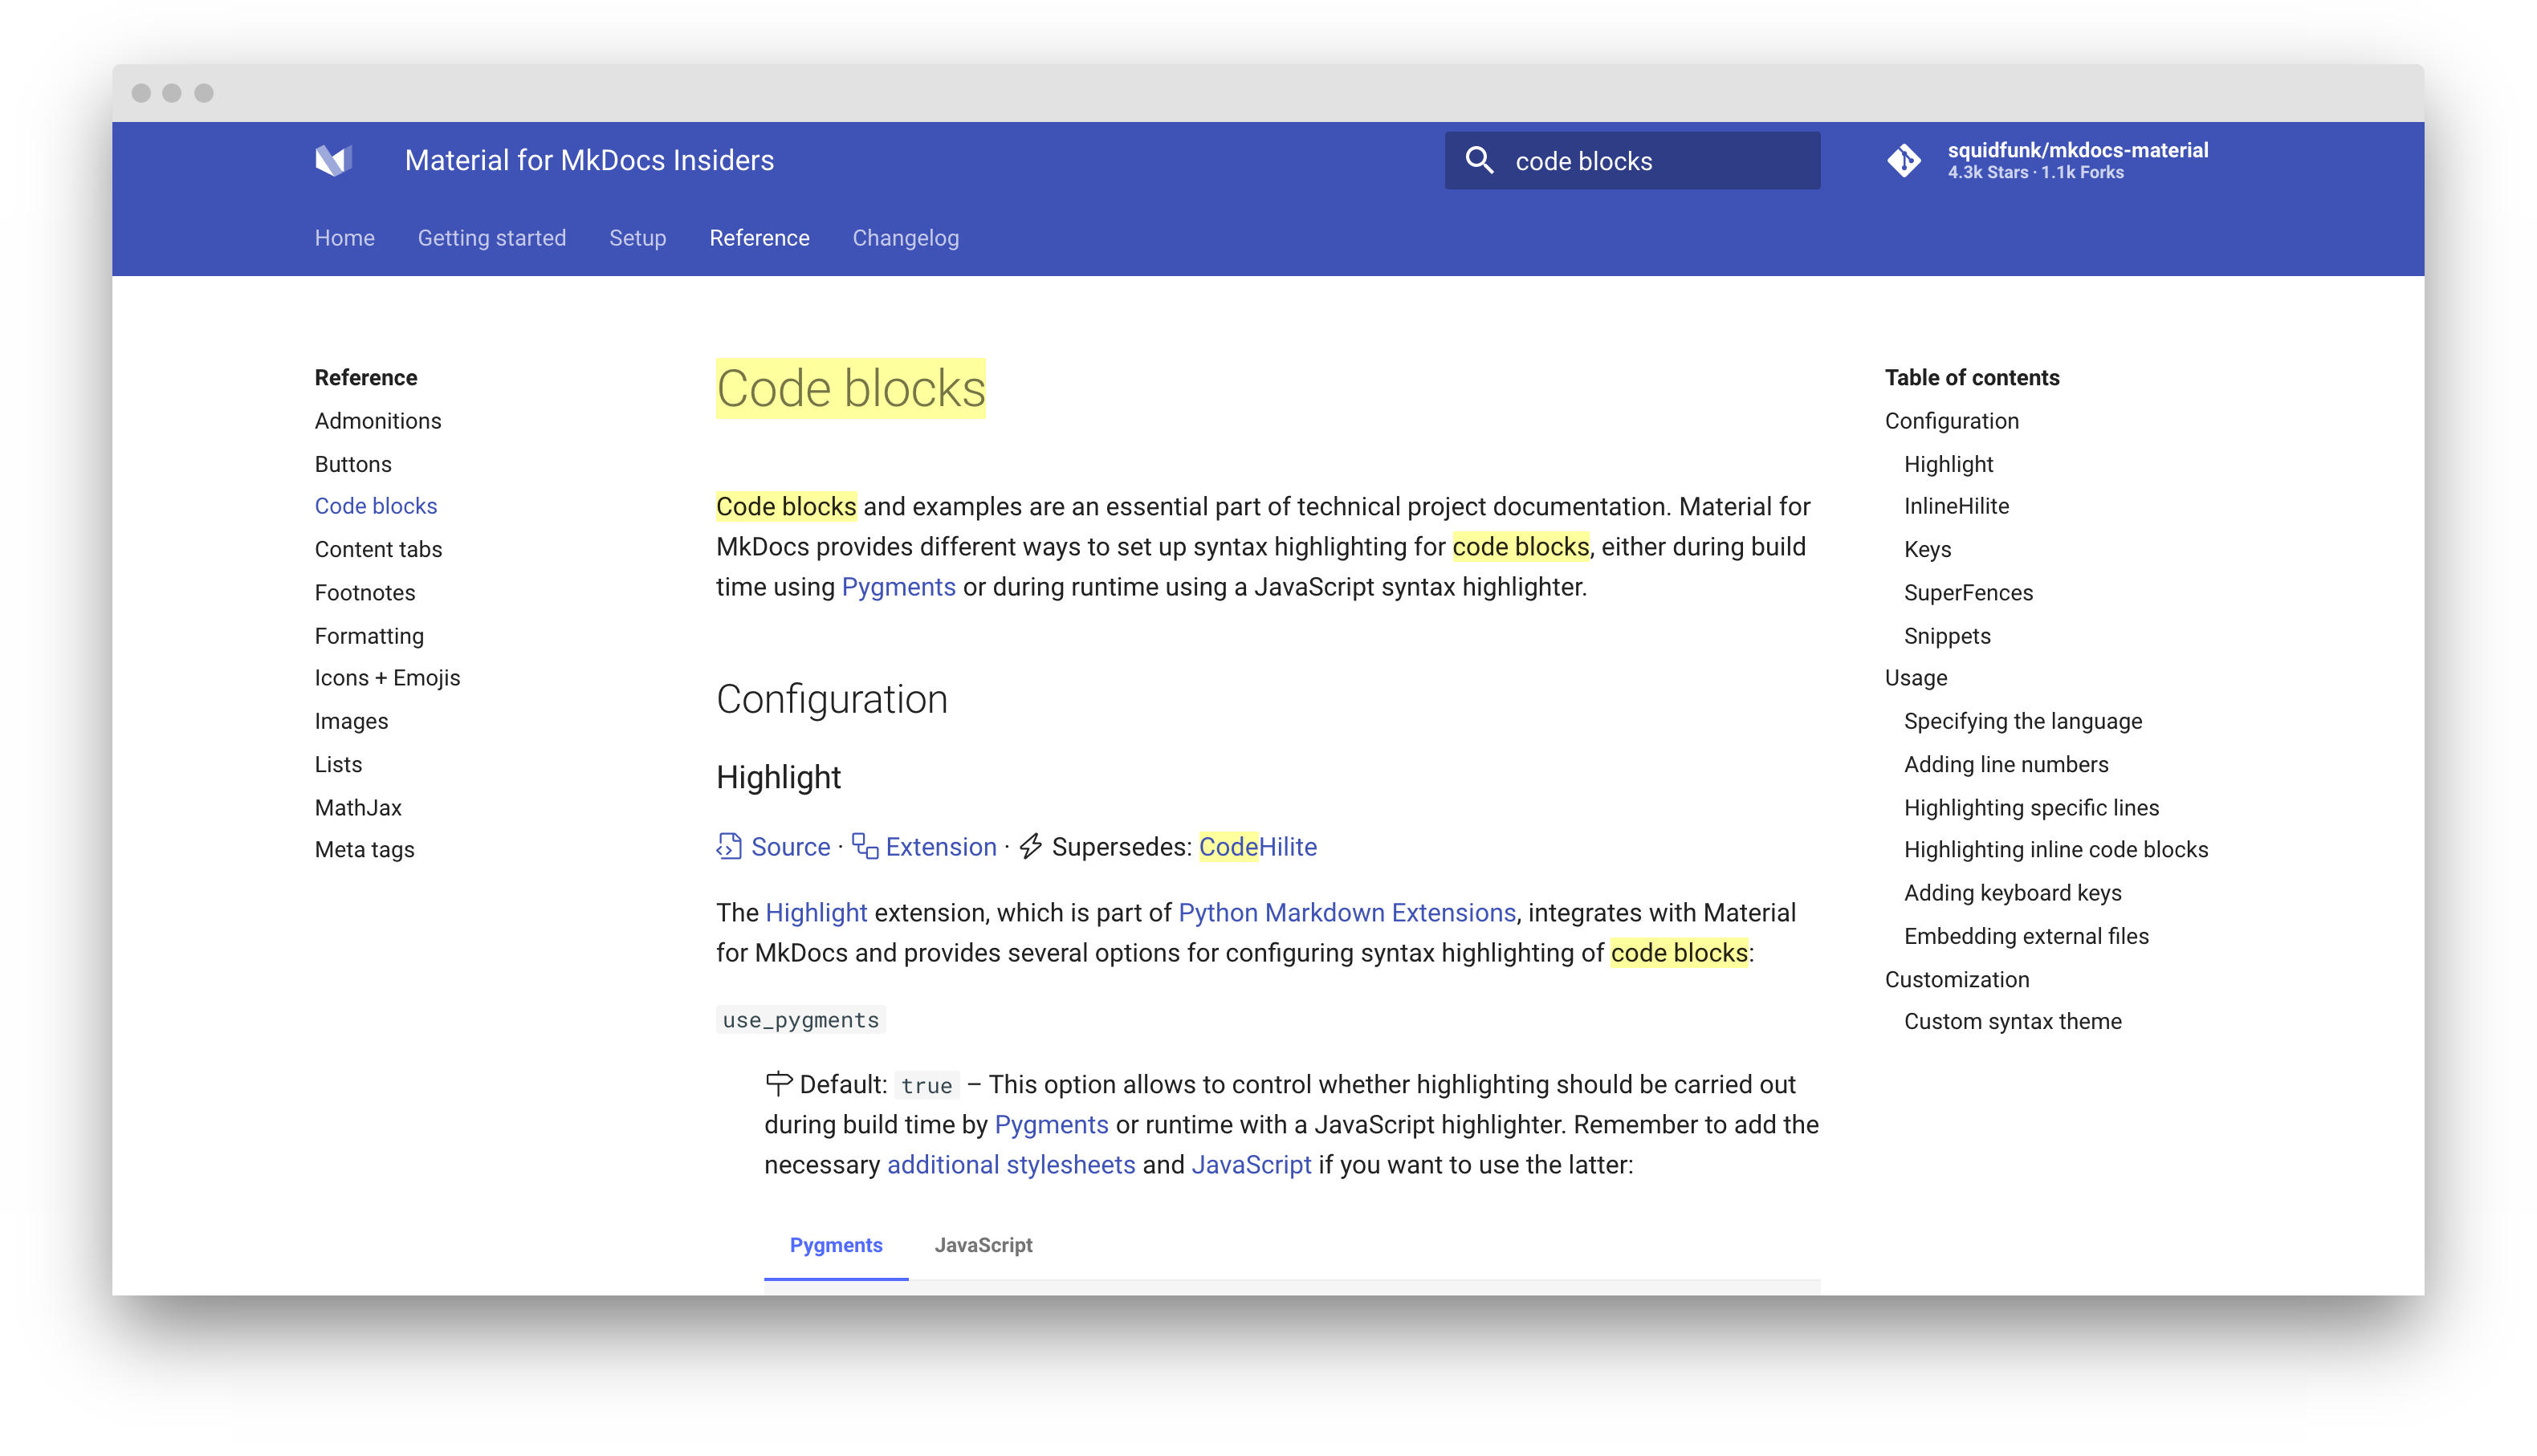 Material for MkDocs Insiders
code blocks
squidfunk/mkdocs-material
4.3k Stars · 1.1k Forks
Home
Getting started
Setup
Reference
Changelog
Reference
Admonitions
Buttons
Code blocks
Content tabs
Footnotes
Formatting
Icons + Emojis
Images
Lists
MathJax
Meta tags
Code blocks
Code blocks and examples are an essential part of technical project documentation. Material for
MkDocs provides different ways to set up syntax highlighting for code blocks, either during build
time using Pygments or during runtime using a JavaScript syntax highlighter.
Configuration
Highlight
Source · Extension · Supersedes: CodeHilite
The Highlight extension, which is part of Python Markdown Extensions, integrates with Material
for MkDocs and provides several options for configuring syntax highlighting of code blocks:
use_pygments
Default: true – This option allows to control whether highlighting should be carried out
during build time by Pygments or runtime with a JavaScript highlighter. Remember to add the
necessary additional stylesheets and JavaScript if you want to use the latter:
Pygments
JavaScript
Table of contents
Configuration
Highlight
InlineHilite
Keys
SuperFences
Snippets
Usage
Specifying the language
Adding line numbers
Highlighting specific lines
Highlighting inline code blocks
Adding keyboard keys
Embedding external files
Customization
Custom syntax theme